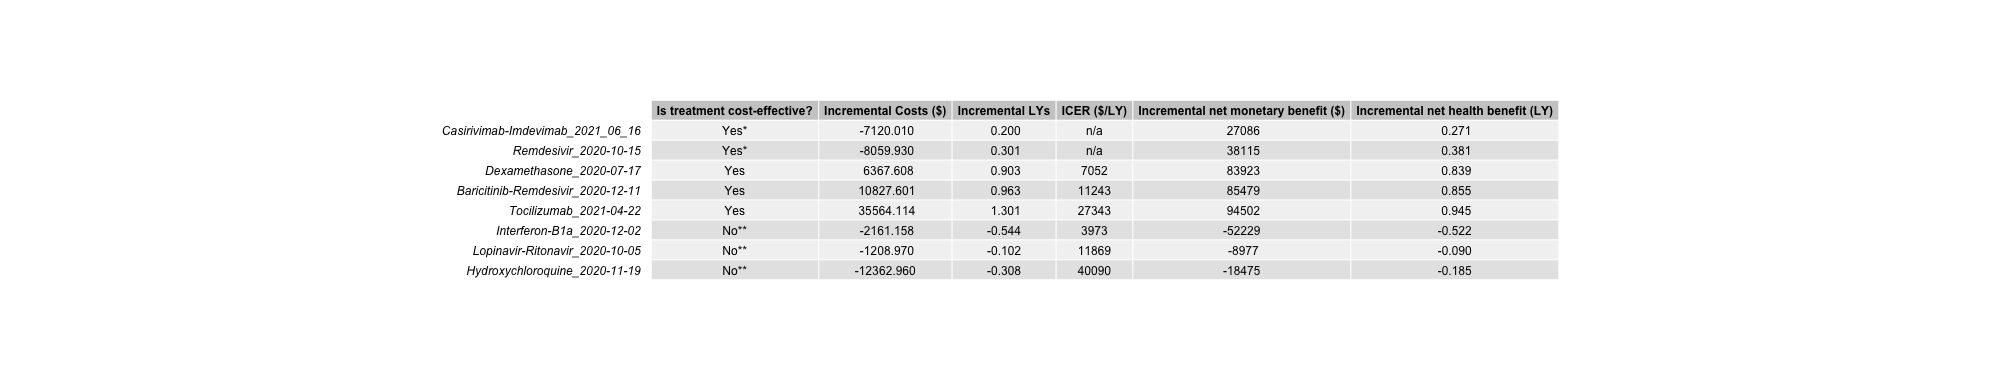 Is treatment cost-effective? Incremental Costs ($) Incremental LYs ICER ($/LY) Incremental net monetary benefit ($) Incremental net health benefit (LY)
Casirivimab-Imdevimab_2021_06_16 Yes* -7120.010 0.200 n/a 27086 0.271
Remdesivir_2020-10-15 Yes* -8059.930 0.301 n/a 38115 0.381
Dexamethasone_2020-07-17 Yes 6367.608 0.903 7052 83923 0.839
Baricitinib-Remdesivir_2020-12-11 Yes 10827.601 0.963 11243 85479 0.855
Tocilizumab_2021-04-22 Yes 35564.114 1.301 27343 94502 0.945
Interferon-B1a_2020-12-02 No** -2161.158 -0.544 3973 -52229 -0.522
Lopinavir-Ritonavir_2020-10-05 No** -1208.970 -0.102 11869 -8977 -0.090
Hydroxychloroquine_2020-11-19 No** -12362.960 -0.308 40090 -18475 -0.185